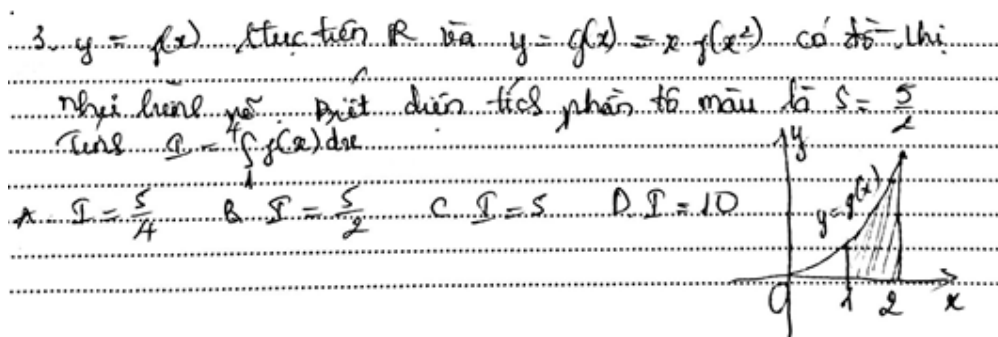 3. y = f(x) liên tục trên R và y = g(x) = x f(x²) có đồ thị
như hình vẽ. Biết diện tích phần tô màu là S = 5/2
Tính I = ∫₁⁴ f(x)dx
A. I = 5/4 B. I = 5/2 C. I = 5 D. I = 10
y
y=g(x)
O 1 2 x